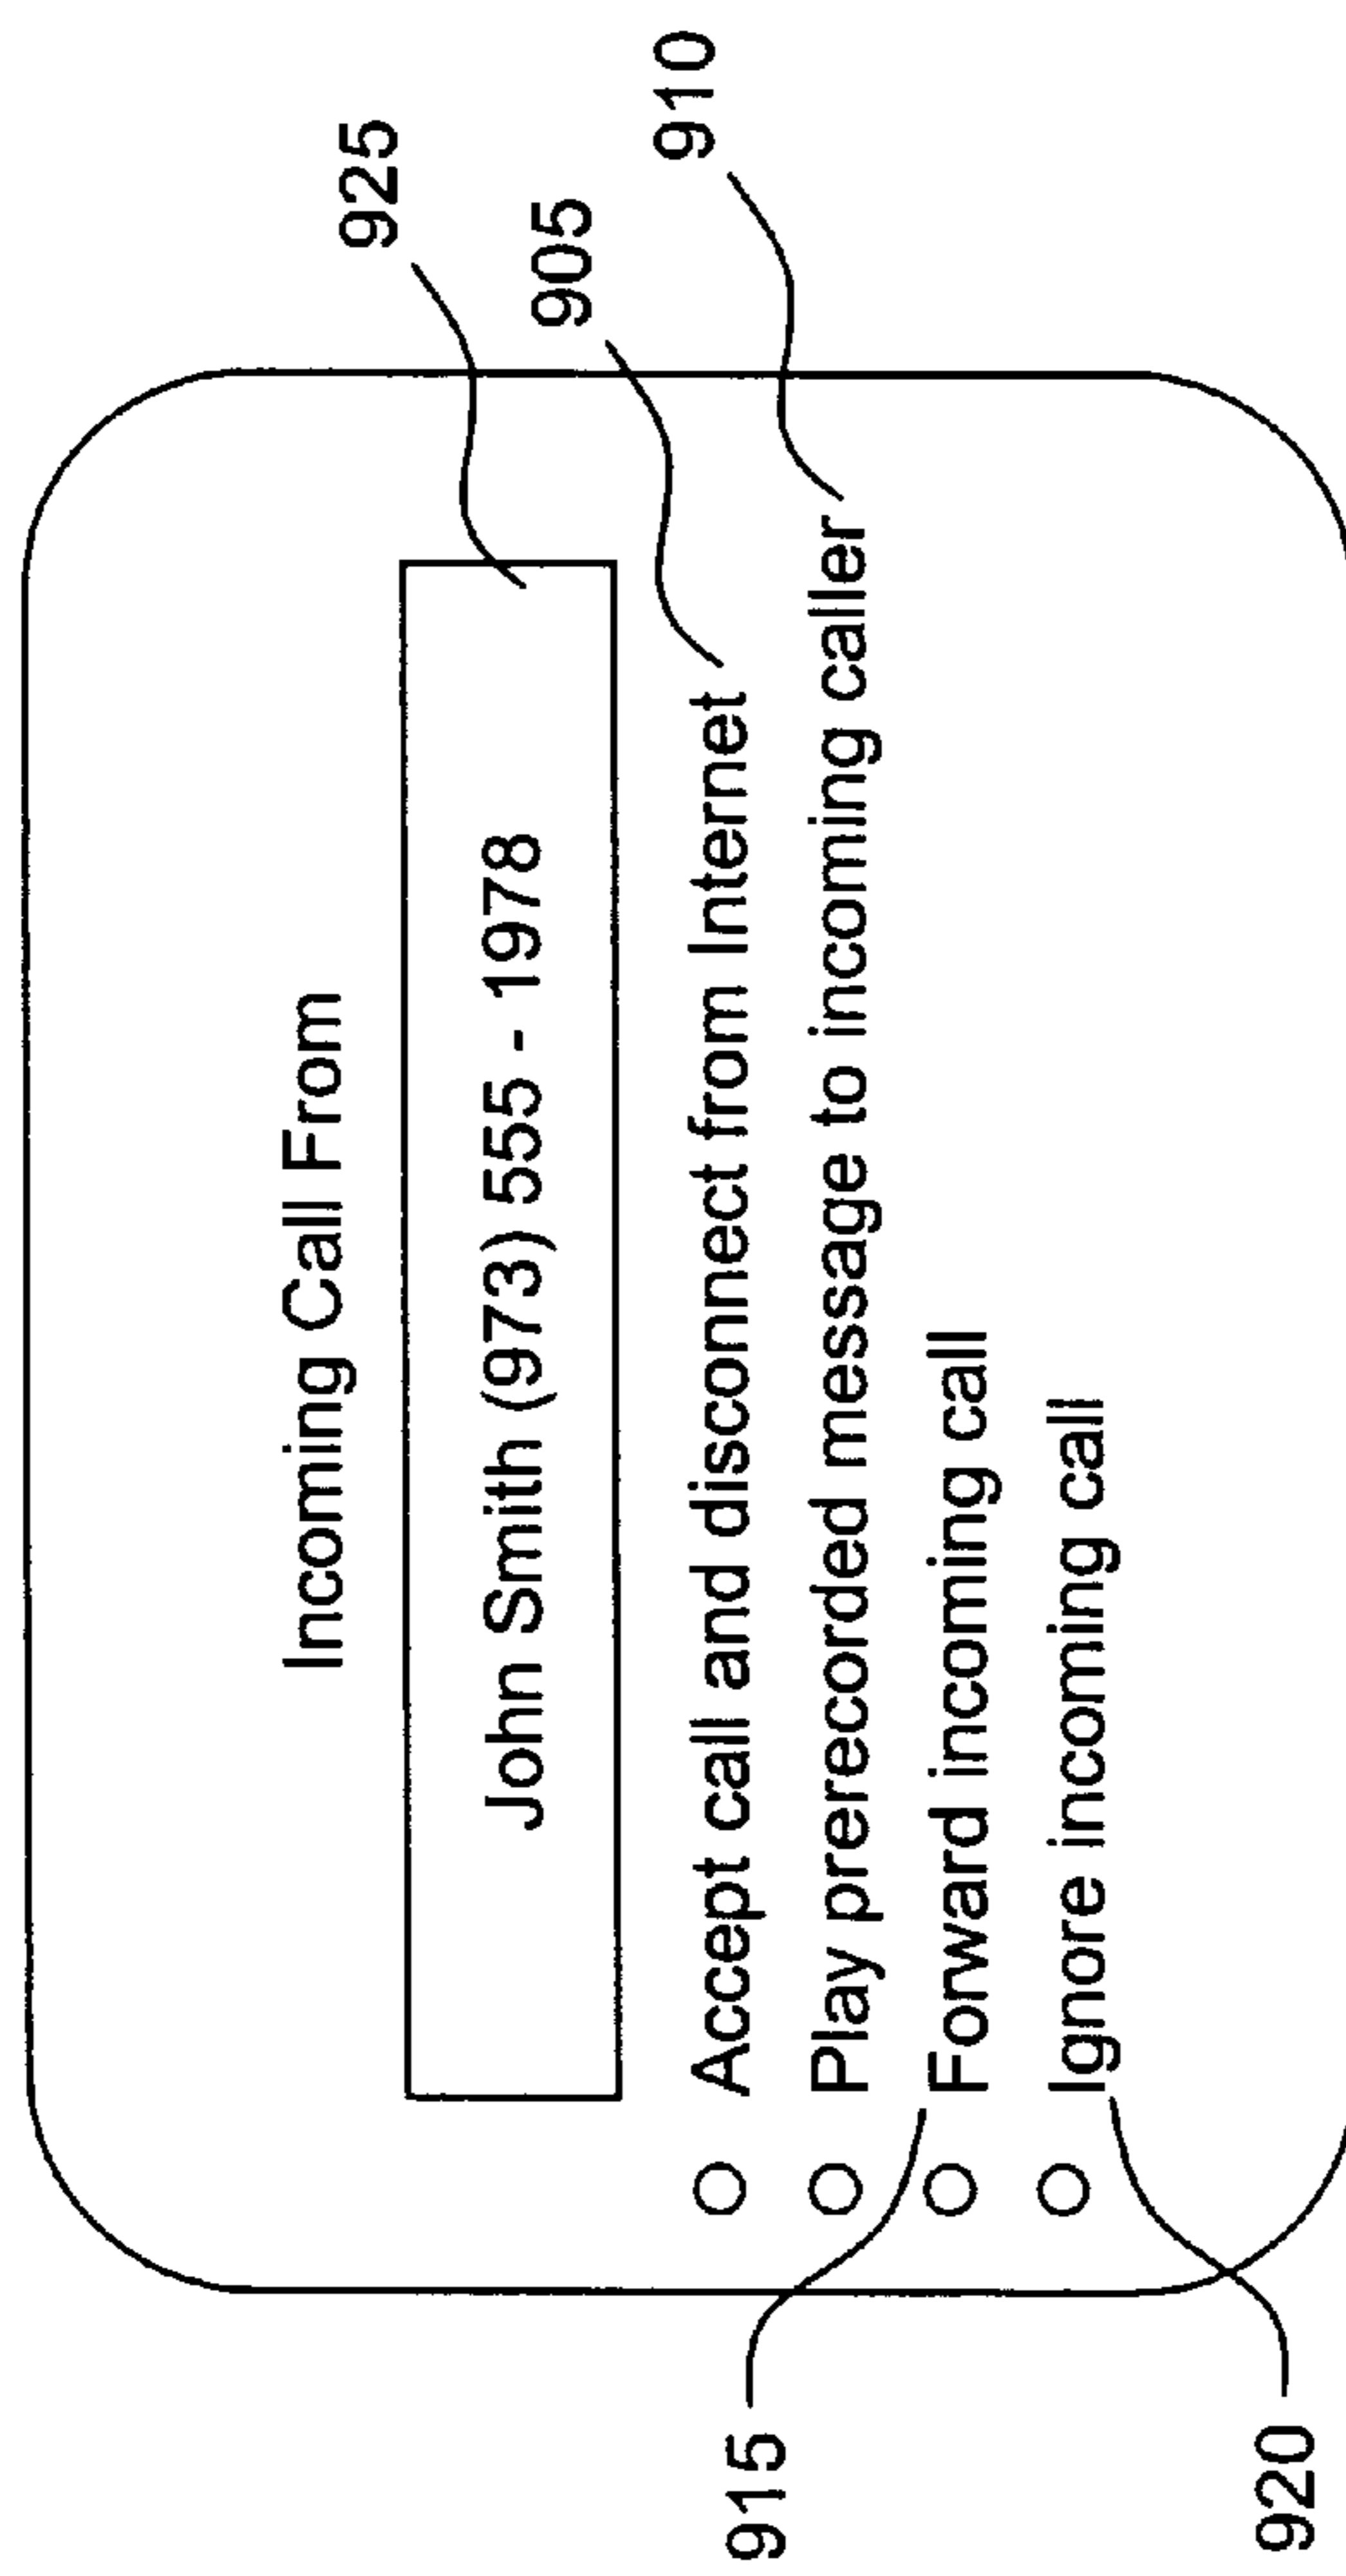 Incoming Call From
925
John Smith (973) 555 - 1978
905
Accept call and disconnect from Internet
910
Play prerecorded message to incoming caller
915
Forward incoming call
Ignore incoming call
920